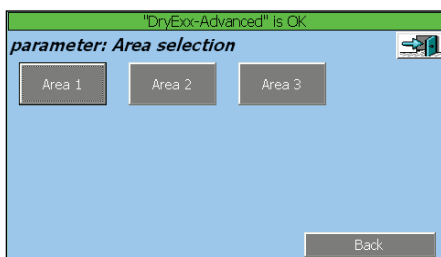 "DryExx-Advanced" is OK
parameter: Area selection
Area 1 Area 2 Area 3
Back